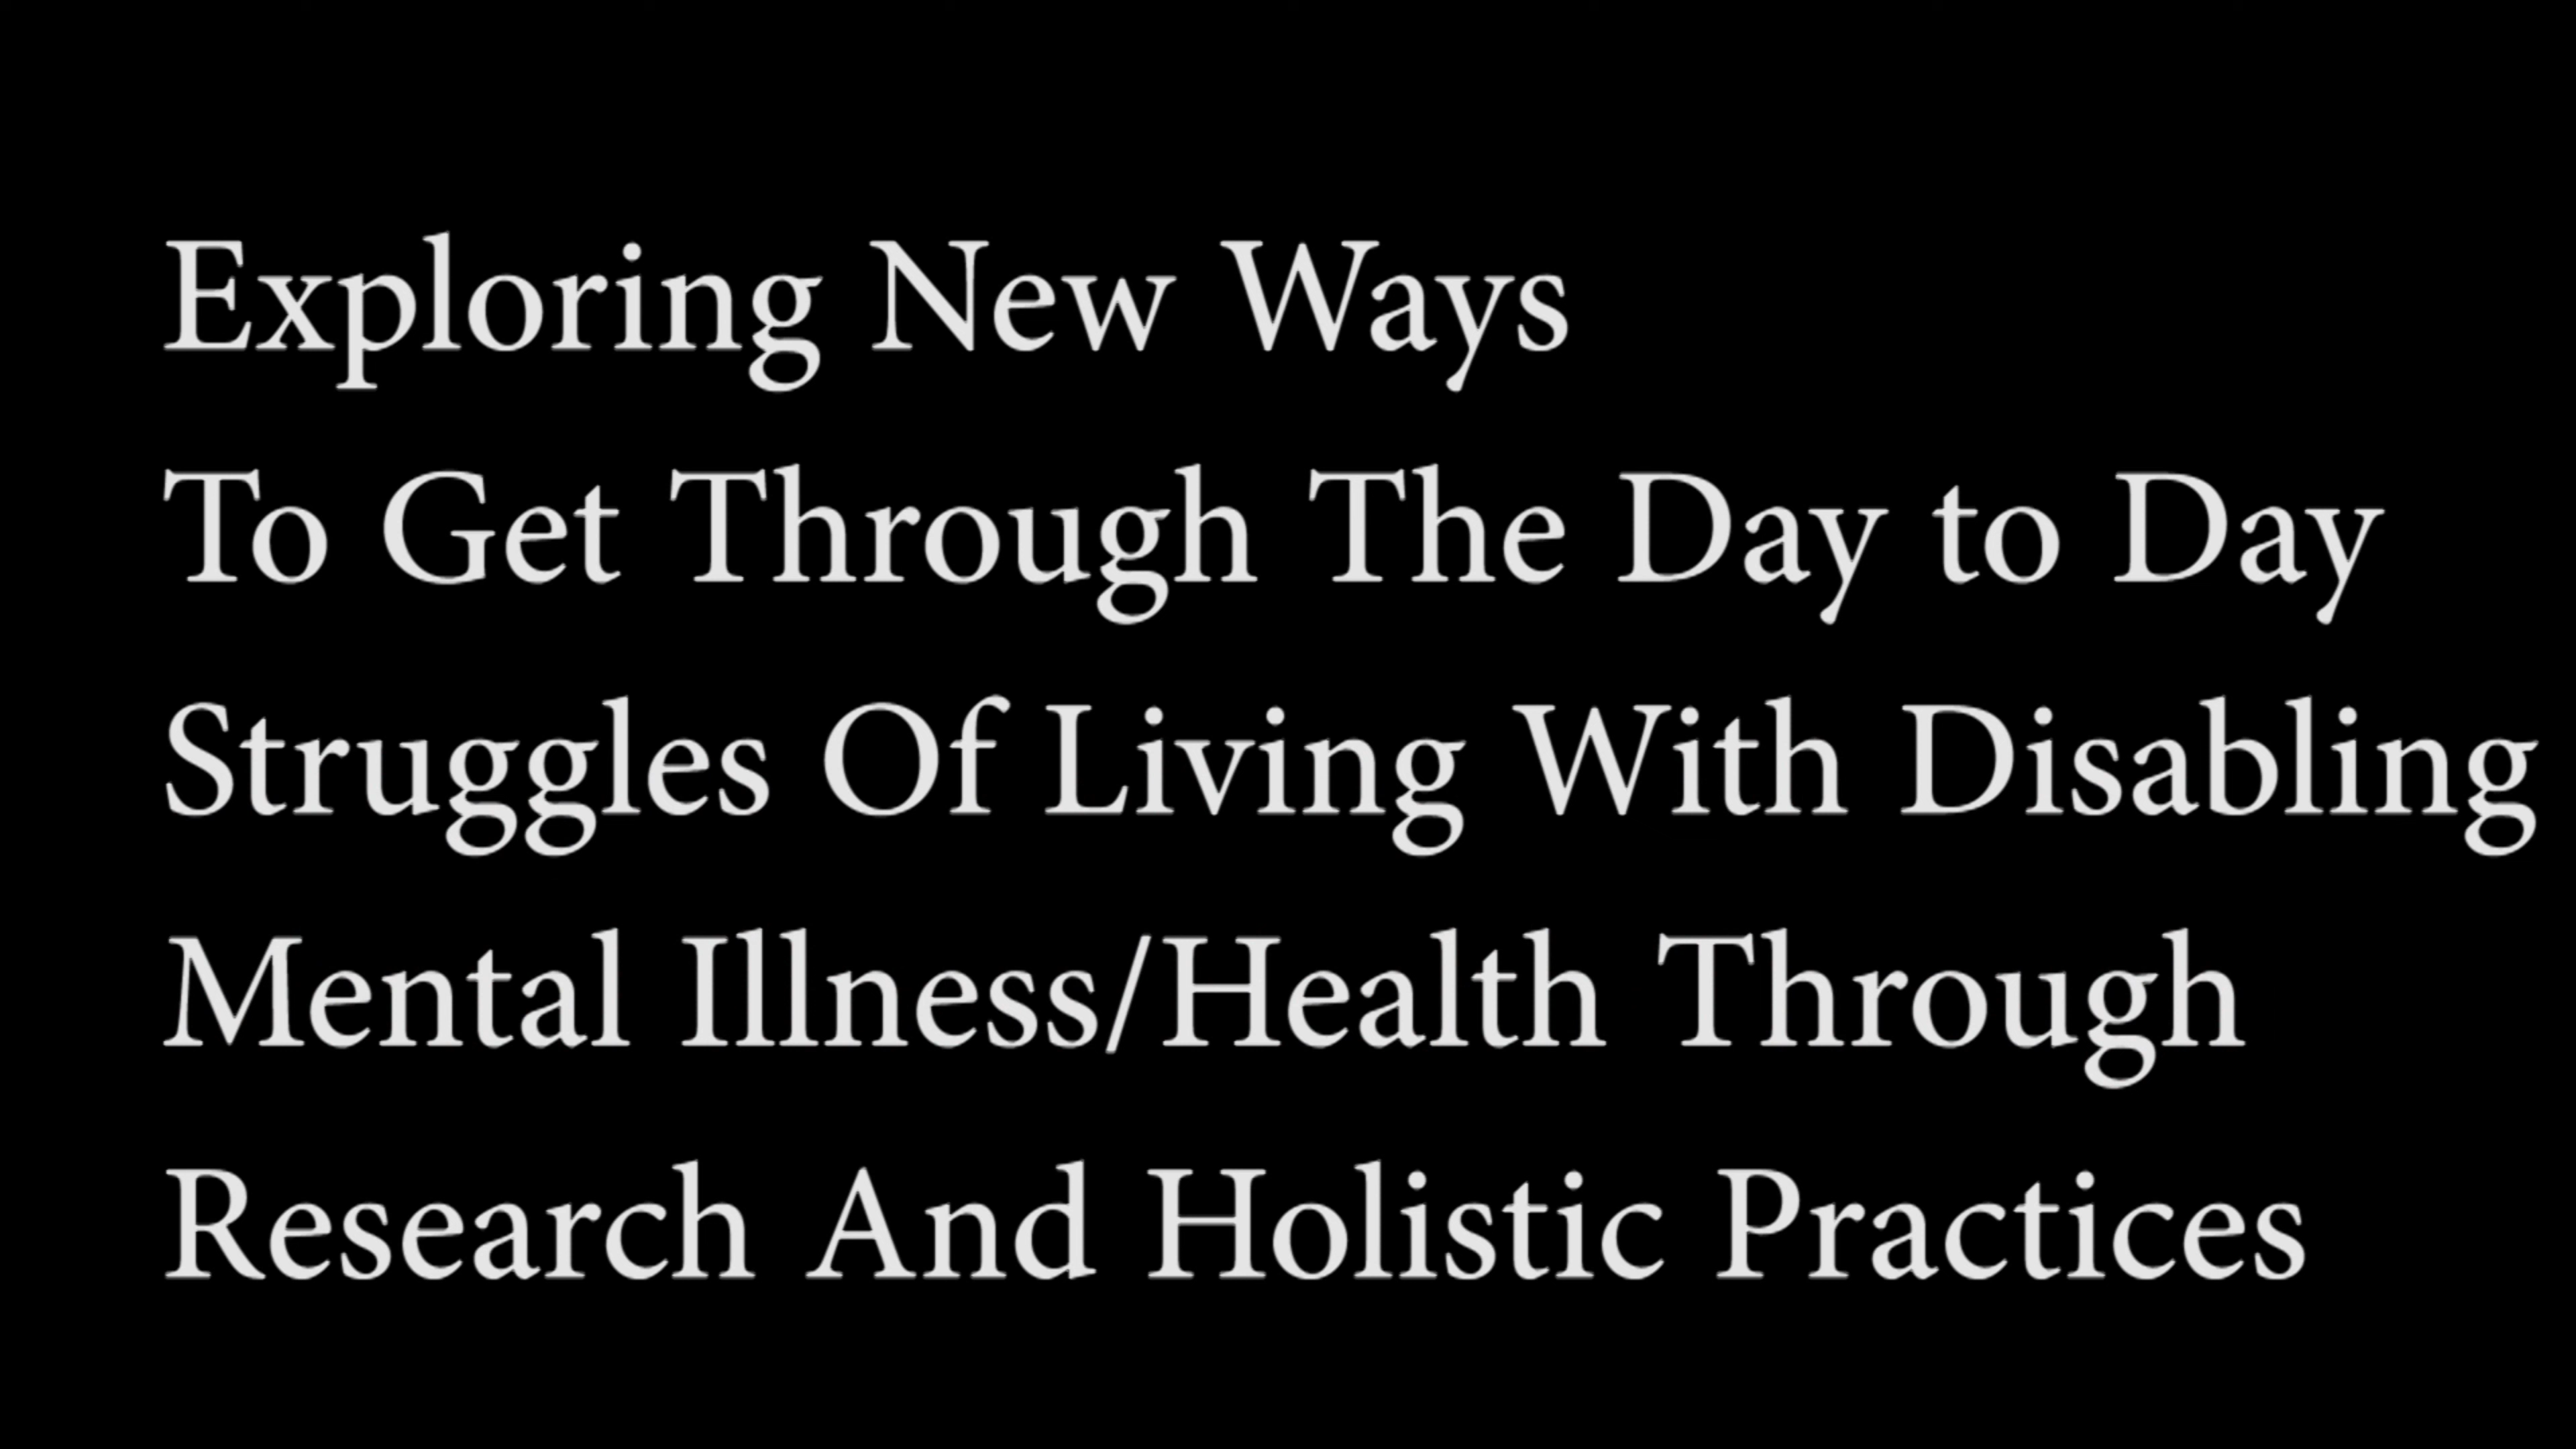 Exploring New Ways
To Get Through The Day to Day
Struggles Of Living With Disabling
Mental Illness/Health Through
Research And Holistic Practices